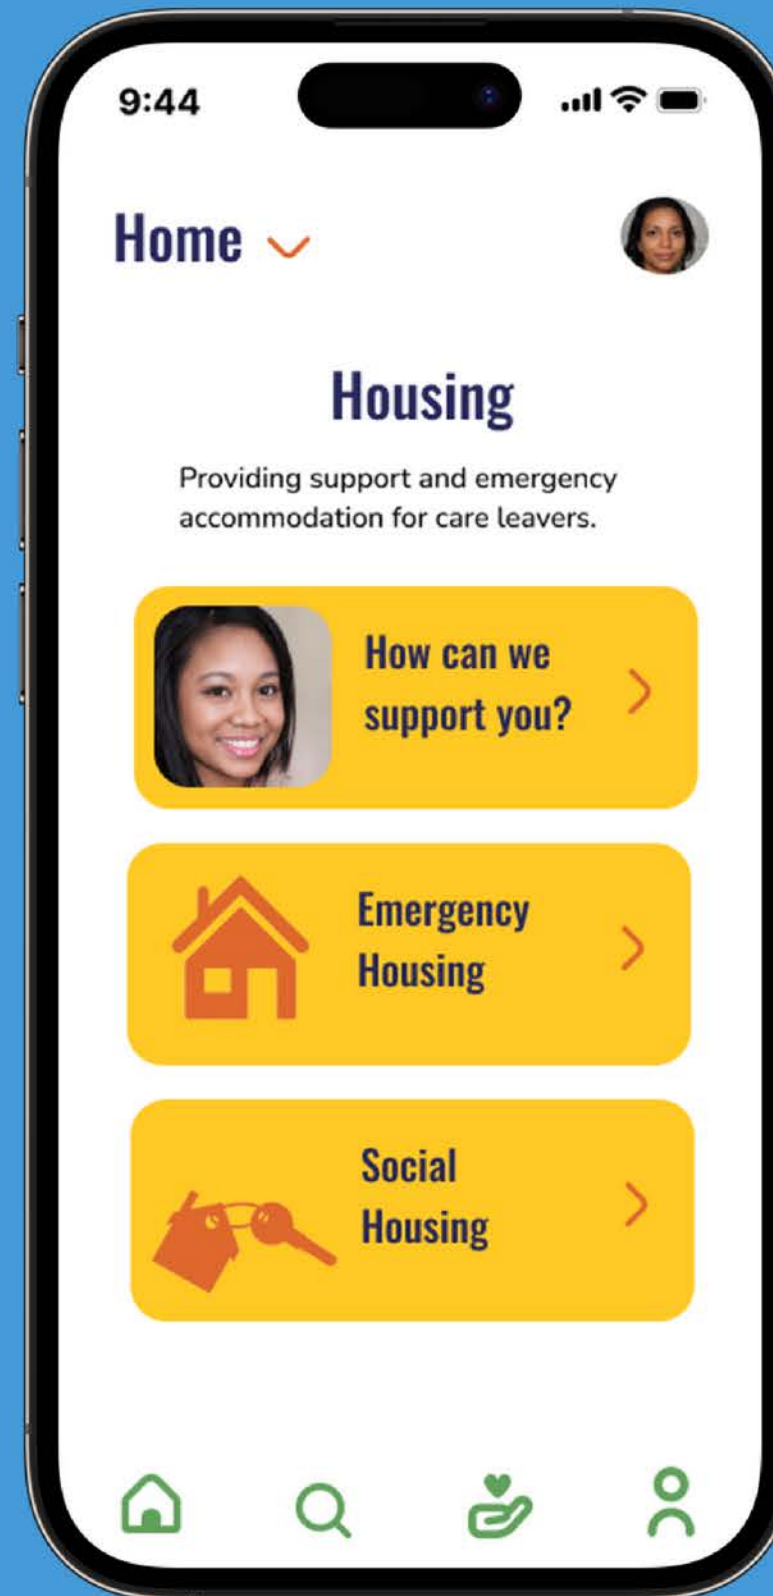 9:44
Home
Housing
Providing support and emergency
accommodation for care leavers.
How can we
support you?
Emergency
Housing
Social
Housing